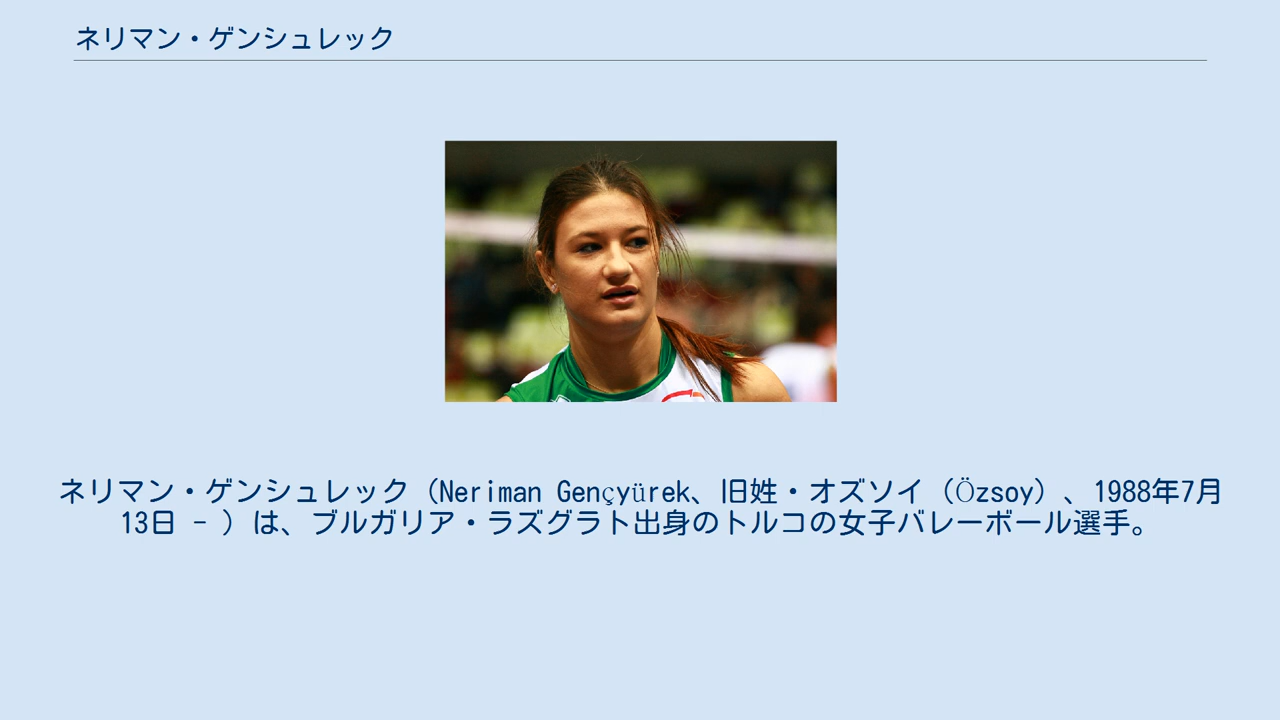 ネリマン・ゲンシュレック
ネリマン・ゲンシュレック（Neriman Gençyürek、旧姓・オズソイ（Özsoy）、1988年7月
13日 - ）は、ブルガリア・ラズグラト出身のトルコの女子バレーボール選手。